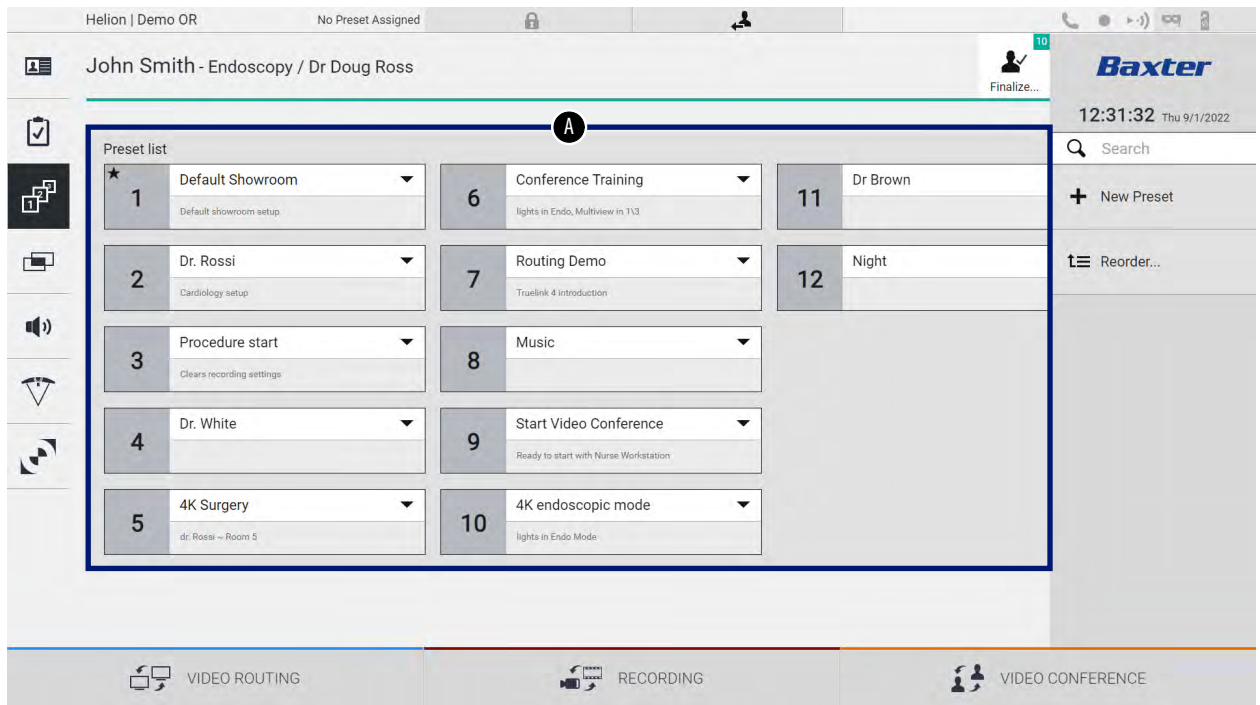 Helion | Demo OR No Preset Assigned
10
John Smith - Endoscopy / Dr Doug Ross
Finalize...
Baxter
12:31:32 Thu 9/1/2022
Search
New Preset
Reorder...
A
Preset list
1 Default Showroom
Default showroom setup
2 Dr. Rossi
Cardiology setup
3 Procedure start
Clears recording settings
4 Dr. White
5 4K Surgery
dr. Rossi ~ Room 5
6 Conference Training
lights in Endo, Multiview in 1\3
7 Routing Demo
Truelink 4 introduction
8 Music
9 Start Video Conference
Ready to start with Nurse Workstation
10 4K endoscopic mode
lights in Endo Mode
11 Dr Brown
12 Night
VIDEO ROUTING
RECORDING
VIDEO CONFERENCE